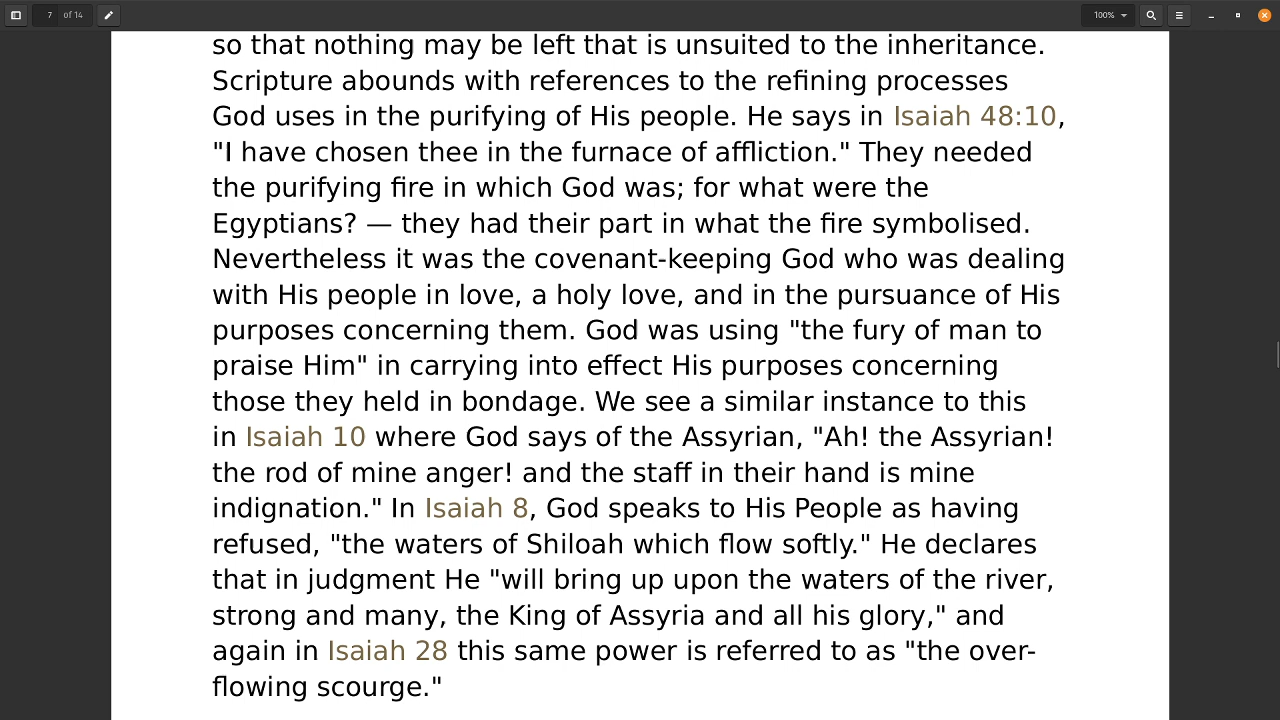 7 of 14
100%
so that nothing may be left that is unsuited to the inheritance.
Scripture abounds with references to the refining processes
God uses in the purifying of His people. He says in Isaiah 48:10,
"I have chosen thee in the furnace of affliction." They needed
the purifying fire in which God was; for what were the
Egyptians? — they had their part in what the fire symbolised.
Nevertheless it was the covenant-keeping God who was dealing
with His people in love, a holy love, and in the pursuance of His
purposes concerning them. God was using "the fury of man to
praise Him" in carrying into effect His purposes concerning
those they held in bondage. We see a similar instance to this
in Isaiah 10 where God says of the Assyrian, "Ah! the Assyrian!
the rod of mine anger! and the staff in their hand is mine
indignation." In Isaiah 8, God speaks to His People as having
refused, "the waters of Shiloah which flow softly." He declares
that in judgment He "will bring up upon the waters of the river,
strong and many, the King of Assyria and all his glory," and
again in Isaiah 28 this same power is referred to as "the over-
flowing scourge."